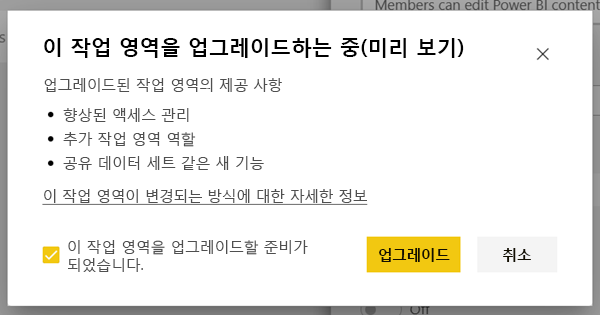 Members can edit Power BI content
이 작업 영역을 업그레이드하는 중(미리 보기)
업그레이드된 작업 영역의 제공 사항
• 향상된 액세스 관리
• 추가 작업 영역 역할
• 공유 데이터 세트 같은 새 기능
이 작업 영역이 변경되는 방식에 대한 자세한 정보
이 작업 영역을 업그레이드할 준비가
되었습니다.
업그레이드
취소
Off